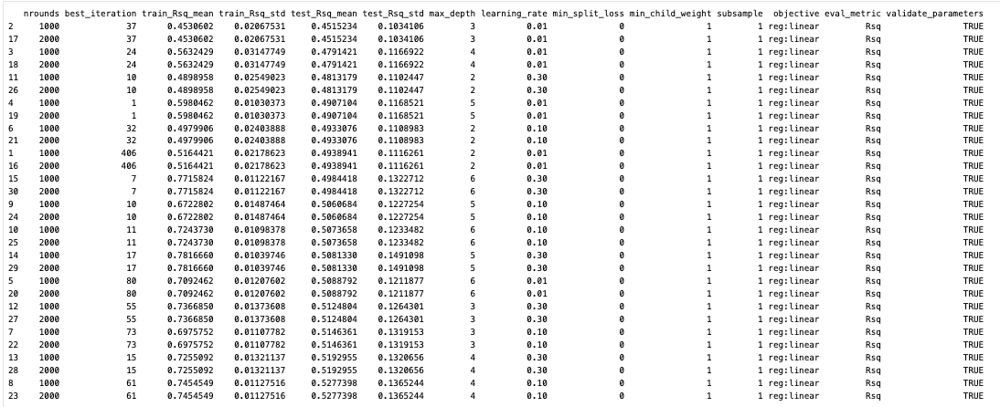 nrounds best_iteration train_Rsq_mean train_Rsq_std test_Rsq_mean test_Rsq_std max_depth learning_rate min_split_loss min_child_weight subsample objective eval_metric validate_parameters
2 1000 37 0.4530602 0.02067531 0.4515234 0.1034106 3 0.01 0 1 1 reg:linear Rsq TRUE
17 2000 37 0.4530602 0.02067531 0.4515234 0.1034106 3 0.01 0 1 1 reg:linear Rsq TRUE
3 1000 24 0.5632429 0.03147749 0.4791421 0.1166922 4 0.01 0 1 1 reg:linear Rsq TRUE
18 2000 24 0.5632429 0.03147749 0.4791421 0.1166922 4 0.01 0 1 1 reg:linear Rsq TRUE
11 1000 10 0.4898958 0.02549023 0.4813179 0.1102447 2 0.30 0 1 1 reg:linear Rsq TRUE
26 2000 10 0.4898958 0.02549023 0.4813179 0.1102447 2 0.30 0 1 1 reg:linear Rsq TRUE
4 1000 1 0.5980462 0.01030373 0.4907104 0.1168521 5 0.01 0 1 1 reg:linear Rsq TRUE
19 2000 1 0.5980462 0.01030373 0.4907104 0.1168521 5 0.01 0 1 1 reg:linear Rsq TRUE
6 1000 32 0.4979906 0.02403888 0.4933076 0.1108983 2 0.10 0 1 1 reg:linear Rsq TRUE
21 2000 32 0.4979906 0.02403888 0.4933076 0.1108983 2 0.10 0 1 1 reg:linear Rsq TRUE
1 1000 406 0.5164421 0.02178623 0.4938941 0.1116261 2 0.01 0 1 1 reg:linear Rsq TRUE
16 2000 406 0.5164421 0.02178623 0.4938941 0.1116261 2 0.01 0 1 1 reg:linear Rsq TRUE
15 1000 7 0.7715824 0.01122167 0.4984418 0.1322712 6 0.30 0 1 1 reg:linear Rsq TRUE
30 2000 7 0.7715824 0.01122167 0.4984418 0.1322712 6 0.30 0 1 1 reg:linear Rsq TRUE
9 1000 10 0.6722802 0.01487464 0.5060684 0.1227254 5 0.10 0 1 1 reg:linear Rsq TRUE
24 2000 10 0.6722802 0.01487464 0.5060684 0.1227254 5 0.10 0 1 1 reg:linear Rsq TRUE
10 1000 11 0.7243730 0.01098378 0.5073658 0.1233482 6 0.10 0 1 1 reg:linear Rsq TRUE
25 2000 11 0.7243730 0.01098378 0.5073658 0.1233482 6 0.10 0 1 1 reg:linear Rsq TRUE
14 1000 17 0.7816660 0.01039746 0.5081330 0.1491098 5 0.30 0 1 1 reg:linear Rsq TRUE
29 2000 17 0.7816660 0.01039746 0.5081330 0.1491098 5 0.30 0 1 1 reg:linear Rsq TRUE
5 1000 80 0.7092462 0.01207602 0.5088792 0.1211877 6 0.01 0 1 1 reg:linear Rsq TRUE
20 2000 80 0.7092462 0.01207602 0.5088792 0.1211877 6 0.01 0 1 1 reg:linear Rsq TRUE
12 1000 55 0.7366850 0.01373608 0.5124804 0.1264301 3 0.30 0 1 1 reg:linear Rsq TRUE
27 2000 55 0.7366850 0.01373608 0.5124804 0.1264301 3 0.30 0 1 1 reg:linear Rsq TRUE
7 1000 73 0.6975752 0.01107782 0.5146361 0.1319153 3 0.10 0 1 1 reg:linear Rsq TRUE
22 2000 73 0.6975752 0.01107782 0.5146361 0.1319153 3 0.10 0 1 1 reg:linear Rsq TRUE
13 1000 15 0.7255092 0.01321137 0.5192955 0.1320656 4 0.30 0 1 1 reg:linear Rsq TRUE
28 2000 15 0.7255092 0.01321137 0.5192955 0.1320656 4 0.30 0 1 1 reg:linear Rsq TRUE
8 1000 61 0.7454549 0.01127516 0.5277398 0.1365244 4 0.10 0 1 1 reg:linear Rsq TRUE
23 2000 61 0.7454549 0.01127516 0.5277398 0.1365244 4 0.10 0 1 1 reg:linear Rsq TRUE